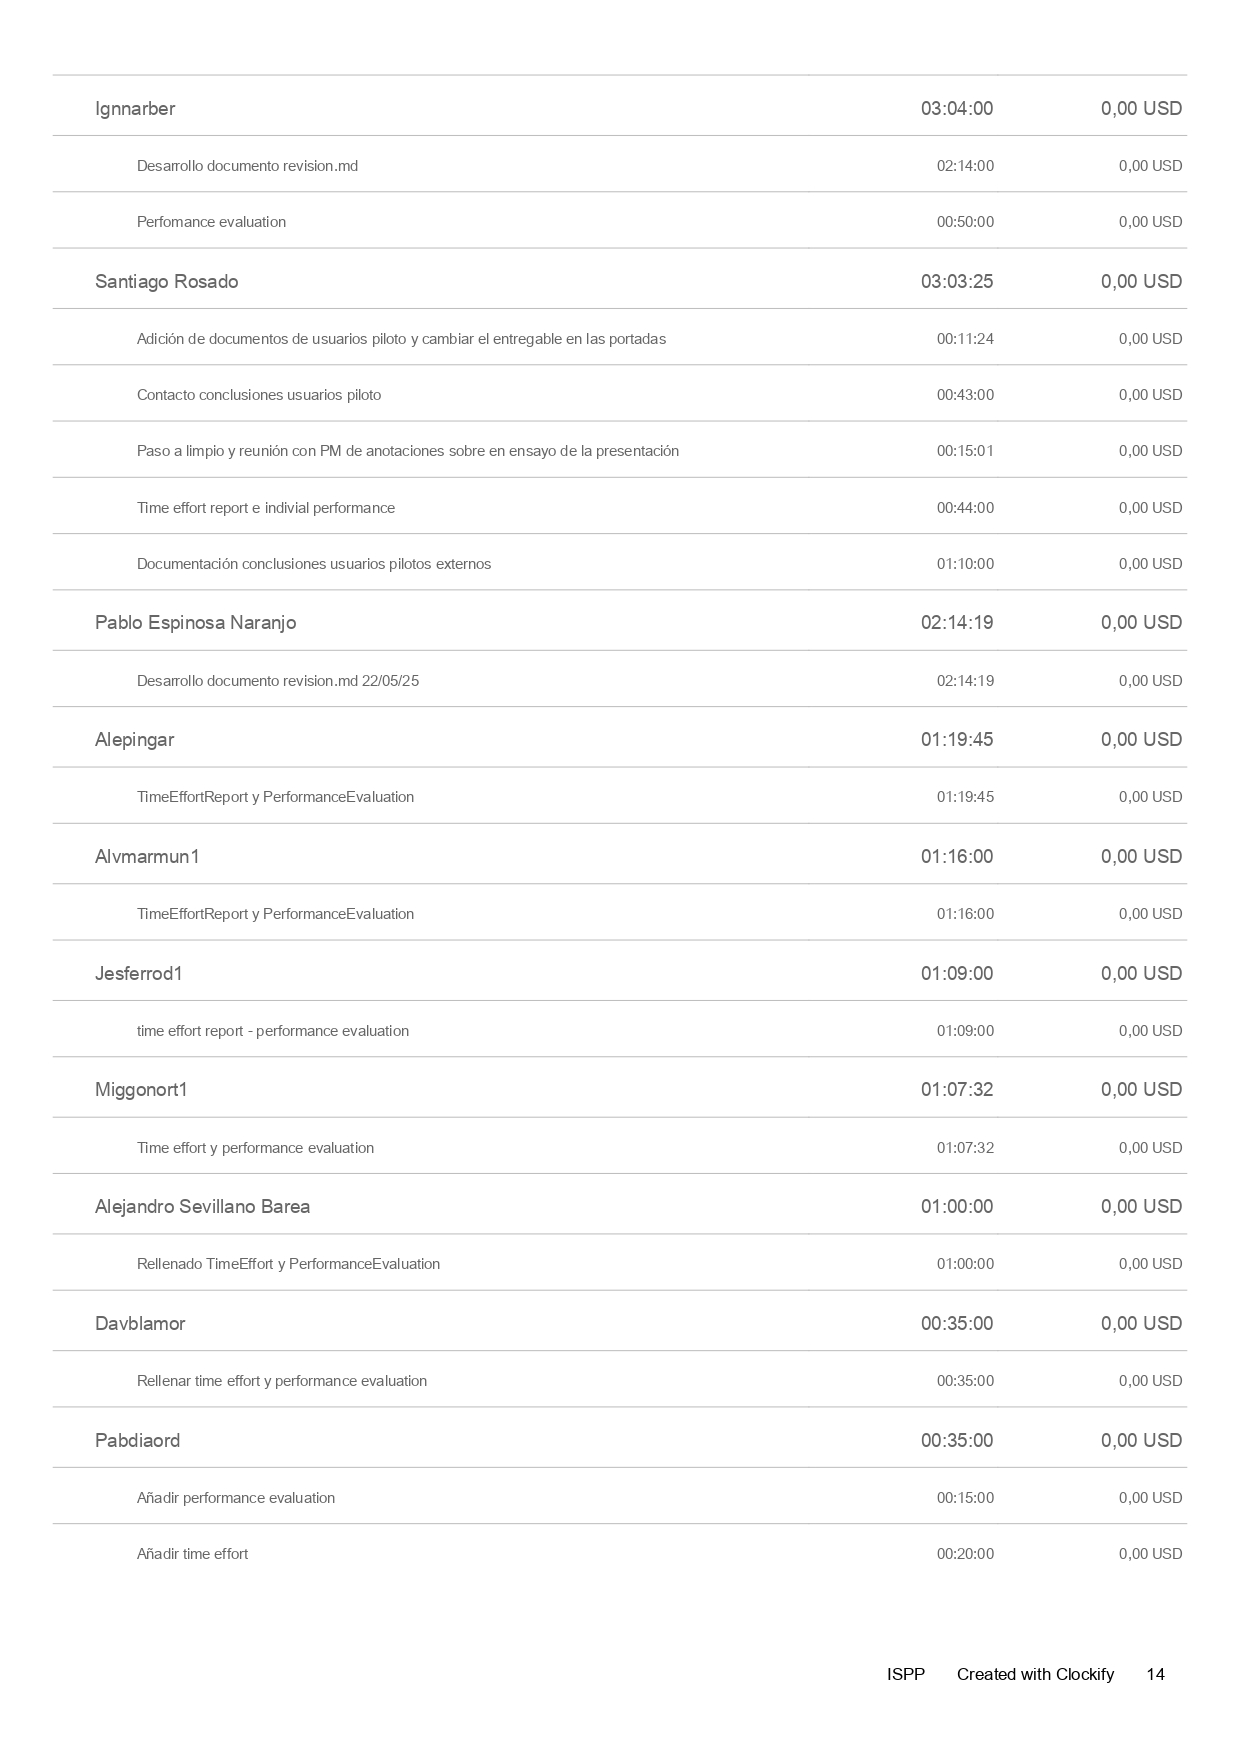 Ignnarber 03:04:00 0,00 USD
Desarrollo documento revision.md 02:14:00 0,00 USD
Perfomance evaluation 00:50:00 0,00 USD
Santiago Rosado 03:03:25 0,00 USD
Adición de documentos de usuarios piloto y cambiar el entregable en las portadas 00:11:24 0,00 USD
Contacto conclusiones usuarios piloto 00:43:00 0,00 USD
Paso a limpio y reunión con PM de anotaciones sobre en ensayo de la presentación 00:15:01 0,00 USD
Time effort report e indivial performance 00:44:00 0,00 USD
Documentación conclusiones usuarios pilotos externos 01:10:00 0,00 USD
Pablo Espinosa Naranjo 02:14:19 0,00 USD
Desarrollo documento revision.md 22/05/25 02:14:19 0,00 USD
Alepingar 01:19:45 0,00 USD
TimeEffortReport y PerformanceEvaluation 01:19:45 0,00 USD
Alvmarmun1 01:16:00 0,00 USD
TimeEffortReport y PerformanceEvaluation 01:16:00 0,00 USD
Jesferrod1 01:09:00 0,00 USD
time effort report - performance evaluation 01:09:00 0,00 USD
Miggonort1 01:07:32 0,00 USD
Time effort y performance evaluation 01:07:32 0,00 USD
Alejandro Sevillano Barea 01:00:00 0,00 USD
Rellenado TimeEffort y PerformanceEvaluation 01:00:00 0,00 USD
Davblamor 00:35:00 0,00 USD
Rellenar time effort y performance evaluation 00:35:00 0,00 USD
Pabdiaord 00:35:00 0,00 USD
Añadir performance evaluation 00:15:00 0,00 USD
Añadir time effort 00:20:00 0,00 USD
ISPP Created with Clockify 14